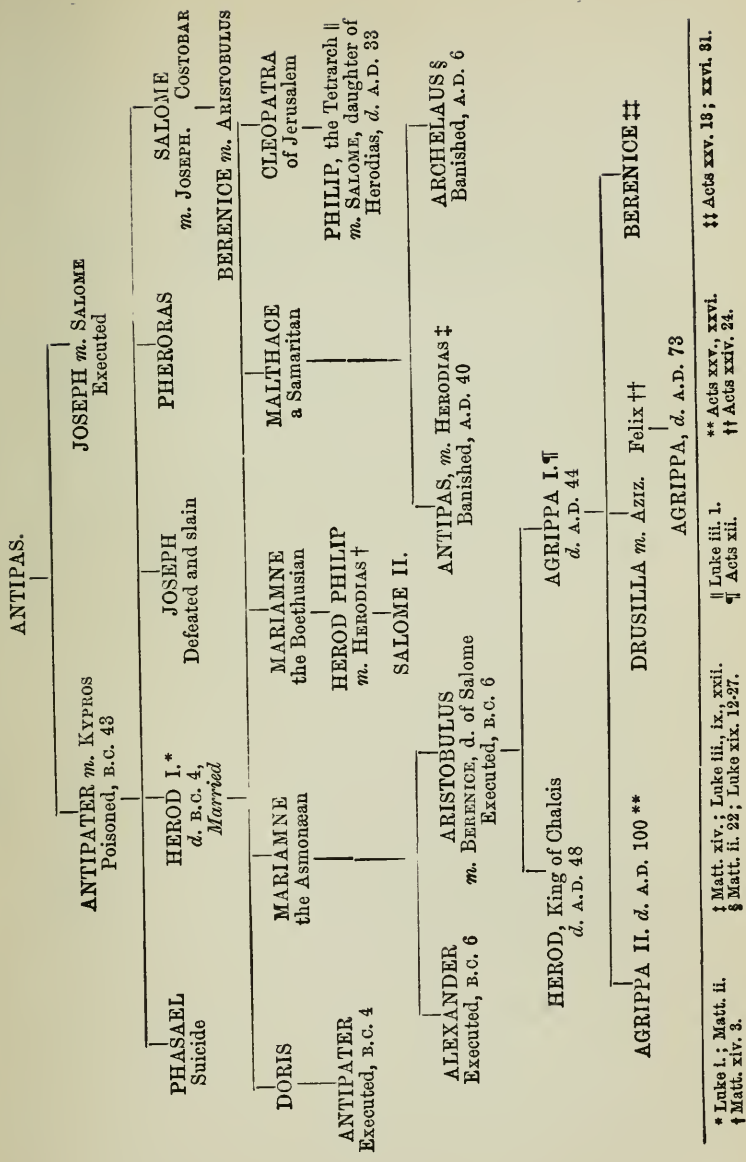 ANTIPAS.
ANTIPATER m. KYPROS
Poisoned, B.C. 43
JOSEPH m. SALOME
Executed
PHASAEL
Suicide
HEROD I.*
d. B.C. 4,
Married
JOSEPH
Defeated and slain
PHERORAS
SALOME
m. JOSEPH. COSTOBAR
BERENICE m. ARISTOBULUS
DORIS
ANTIPATER
Executed, B.C. 4
MARIAMNE
the Asmonæan
MARIAMNE
the Boethusian
HEROD PHILIP
m. HERODIAS †
SALOME II.
MALTHACE
a Samaritan
CLEOPATRA
of Jerusalem
PHILIP, the Tetrarch ‖
m. SALOME, daughter of
Herodias, d. A.D. 33
ALEXANDER
Executed, B.C. 6
ARISTOBULUS
m. BERENICE, d. of Salome
Executed, B.C. 6
ANTIPAS, m. HERODIAS ‡
Banished, A.D. 40
ARCHELAUS §
Banished, A.D. 6
HEROD, King of Chalcis
d. A.D. 48
AGRIPPA I.¶
d. A.D. 44
AGRIPPA II. d. A.D. 100 **
DRUSILLA m. Aziz. Felix ††
BERENICE ‡‡
AGRIPPA, d. A.D. 73
* Luke i.; Matt. ii.
† Matt. xiv. 3.
‡ Matt. xiv.; Luke iii., ix., xxii.
§ Matt. ii. 22; Luke xix. 12-27.
‖ Luke iii. 1.
¶ Acts xii.
** Acts xxv., xxvi.
†† Acts xxiv. 24.
‡‡ Acts xxv. 13; xxvi. 31.